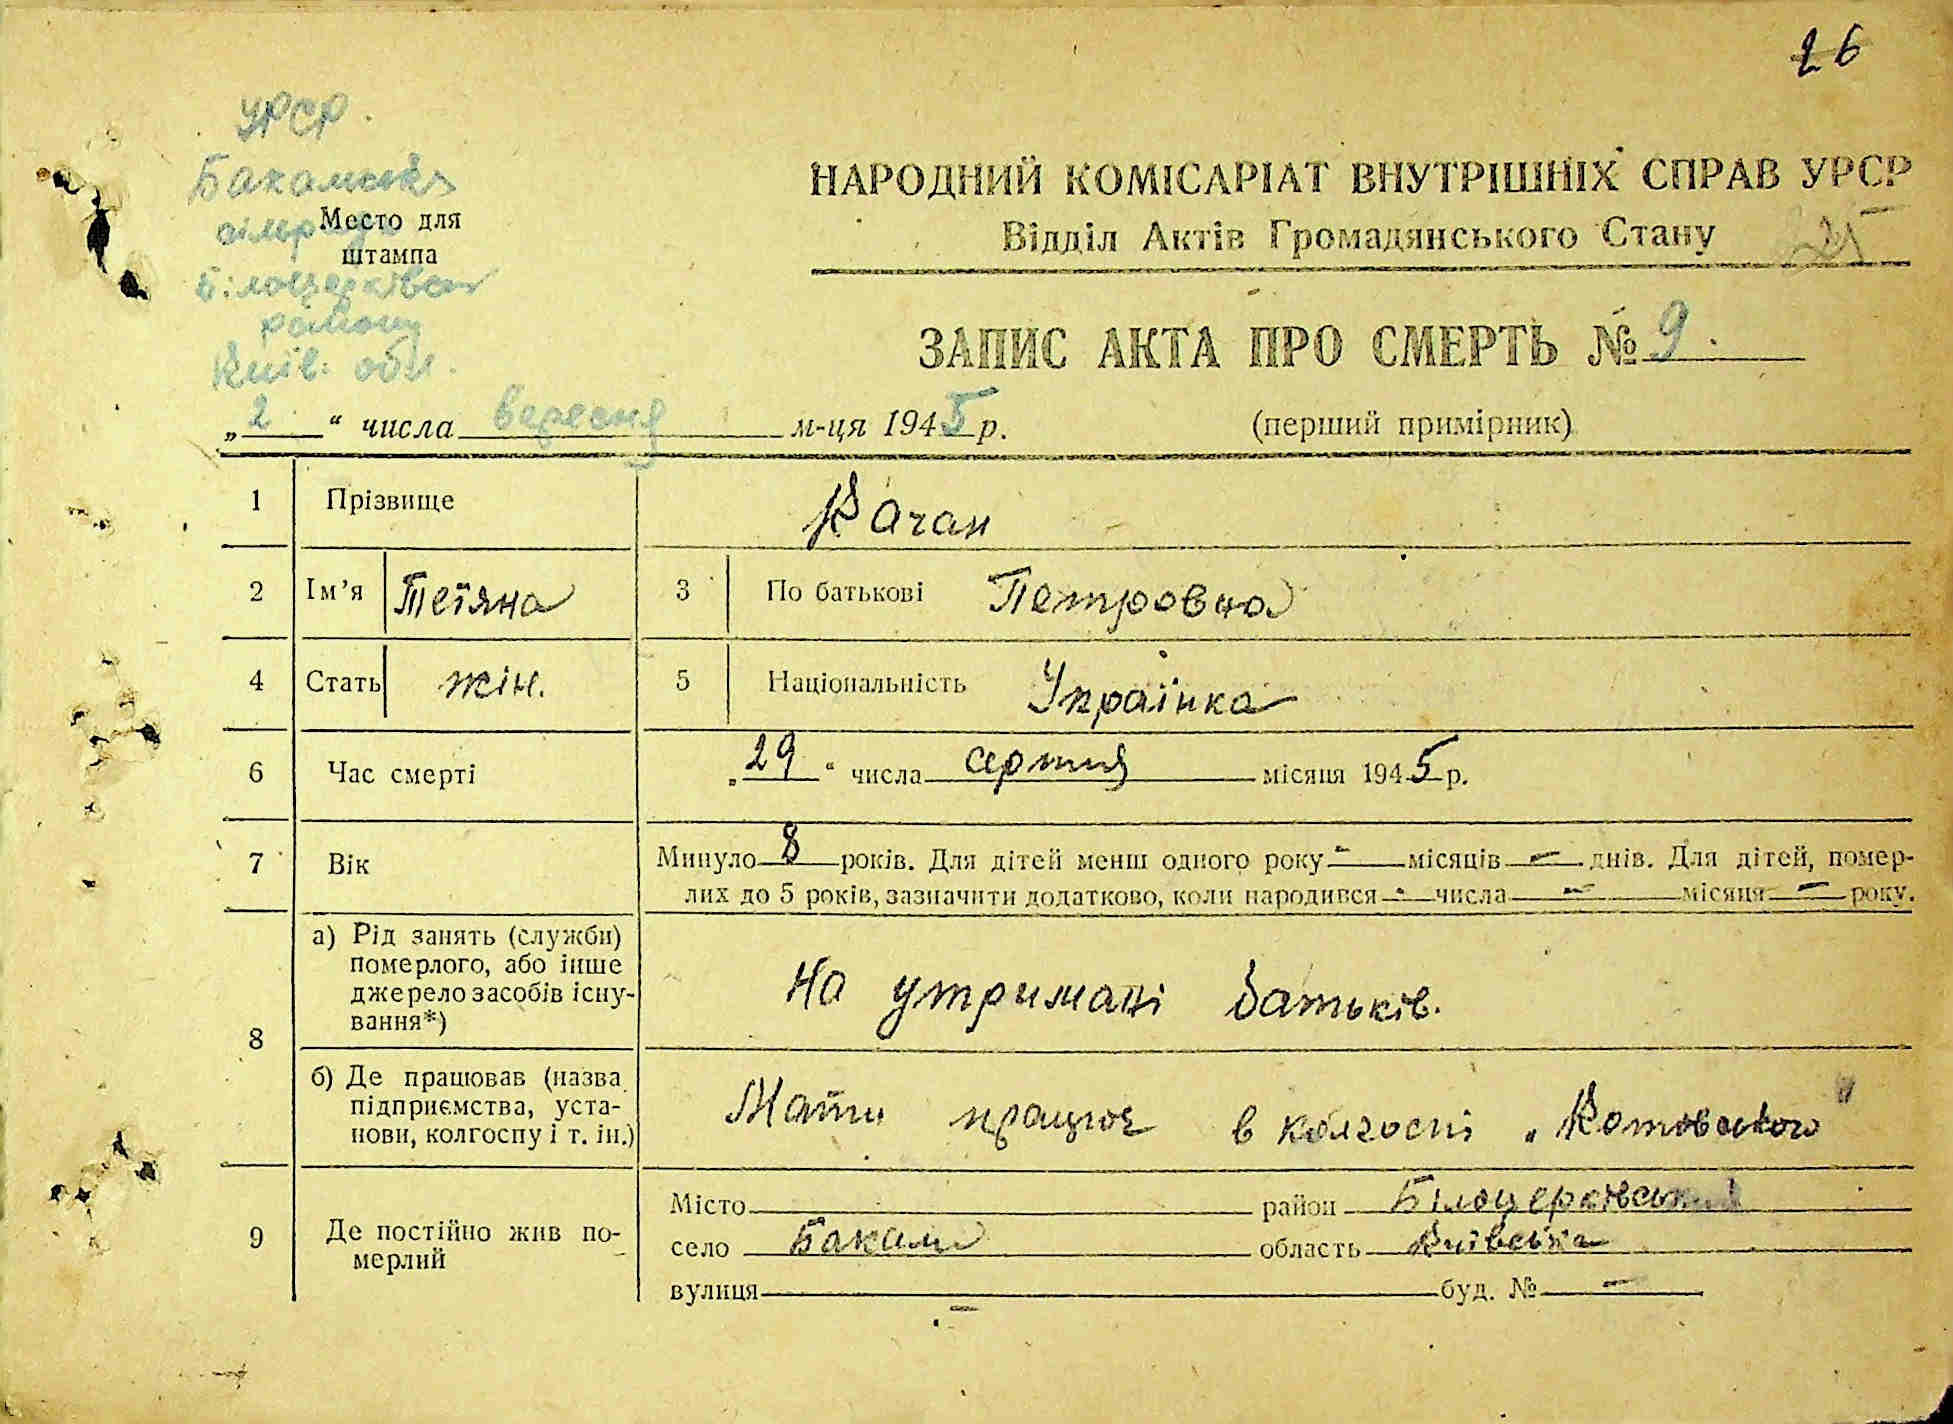 26
УРСР.
Бакалиська
сільрада
Место для
штампа
Білоцерківськ
району
Київ. обл.
НАРОДНИЙ КОМІСАРІАТ ВНУТРІШНІХ СПРАВ УРСР
Відділ Актів Громадянського Стану
25
ЗАПИС АКТА ПРО СМЕРТЬ № 9.
„2" числа вересня м-ця 1945 р.
(перший примірник)
1 Прізвище Качан
2 Ім'я Тетяна 3 По батькові Петровна
4 Стать жін. 5 Національність Українка
6 Час смерті „29" числа серпня місяця 1945 р.
7 Вік Минуло 8 років. Для дітей менш одного року - місяців - днів. Для дітей, помер-
лих до 5 років, зазначити додатково, коли народився - числа - місяця - року.
8 а) Рід занять (служби)
померлого, або інше
джерело засобів існу-
вання*)
На утримані батьків.
б) Де працював (назва
підприємства, уста-
нови, колгоспу і т. ін.)
Мати працює в колгоспі „Котовського"
9 Де постійно жив по-
мерлий
Місто район Білоцерківський
село Бакали область Київська
вулиця - буд. № -